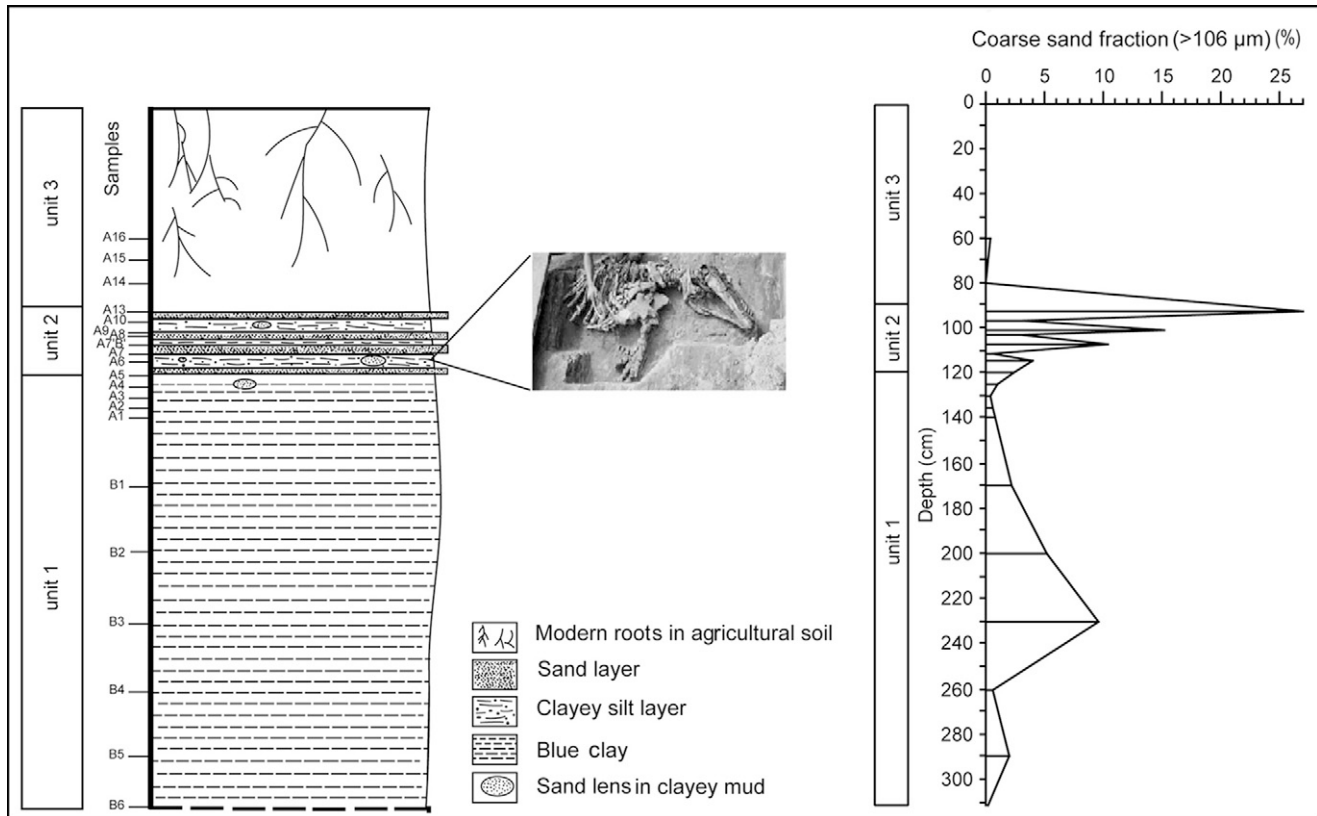 Coarse sand fraction (>106 µm) (%)
0 5 10 15 20 25
unit 3
unit 2
unit 1
Samples
A16
A15
A14
A13
A10
A9
A8
A7,B
A7
A6
A5
A4
A3
A2
A1
B1
B2
B3
B4
B5
B6
Modern roots in agricultural soil
Sand layer
Clayey silt layer
Blue clay
Sand lens in clayey mud
unit 3
unit 2
unit 1
Depth (cm)
0
20
40
60
80
100
120
140
160
180
200
220
240
260
280
300